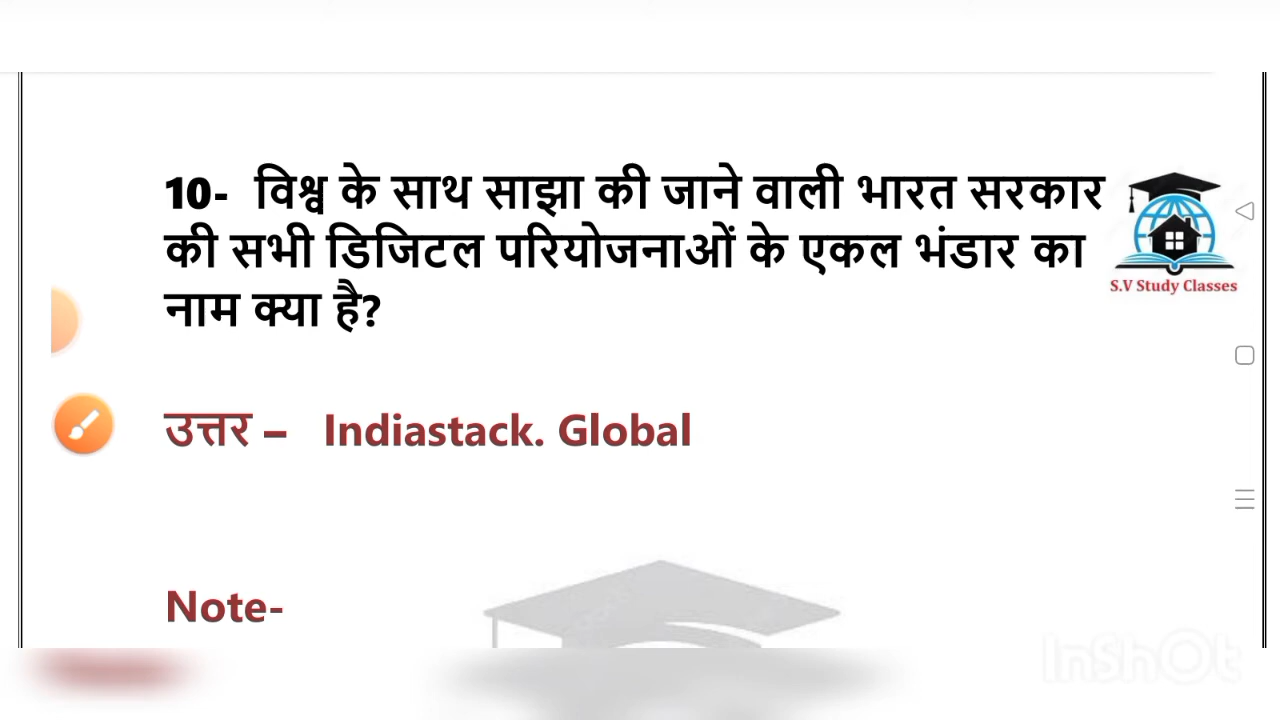 10- विश्व के साथ साझा की जाने वाली भारत सरकार
की सभी डिजिटल परियोजनाओं के एकल भंडार का
नाम क्या है?
S.V Study Classes
उत्तर – Indiastack. Global
Note-
InShOt